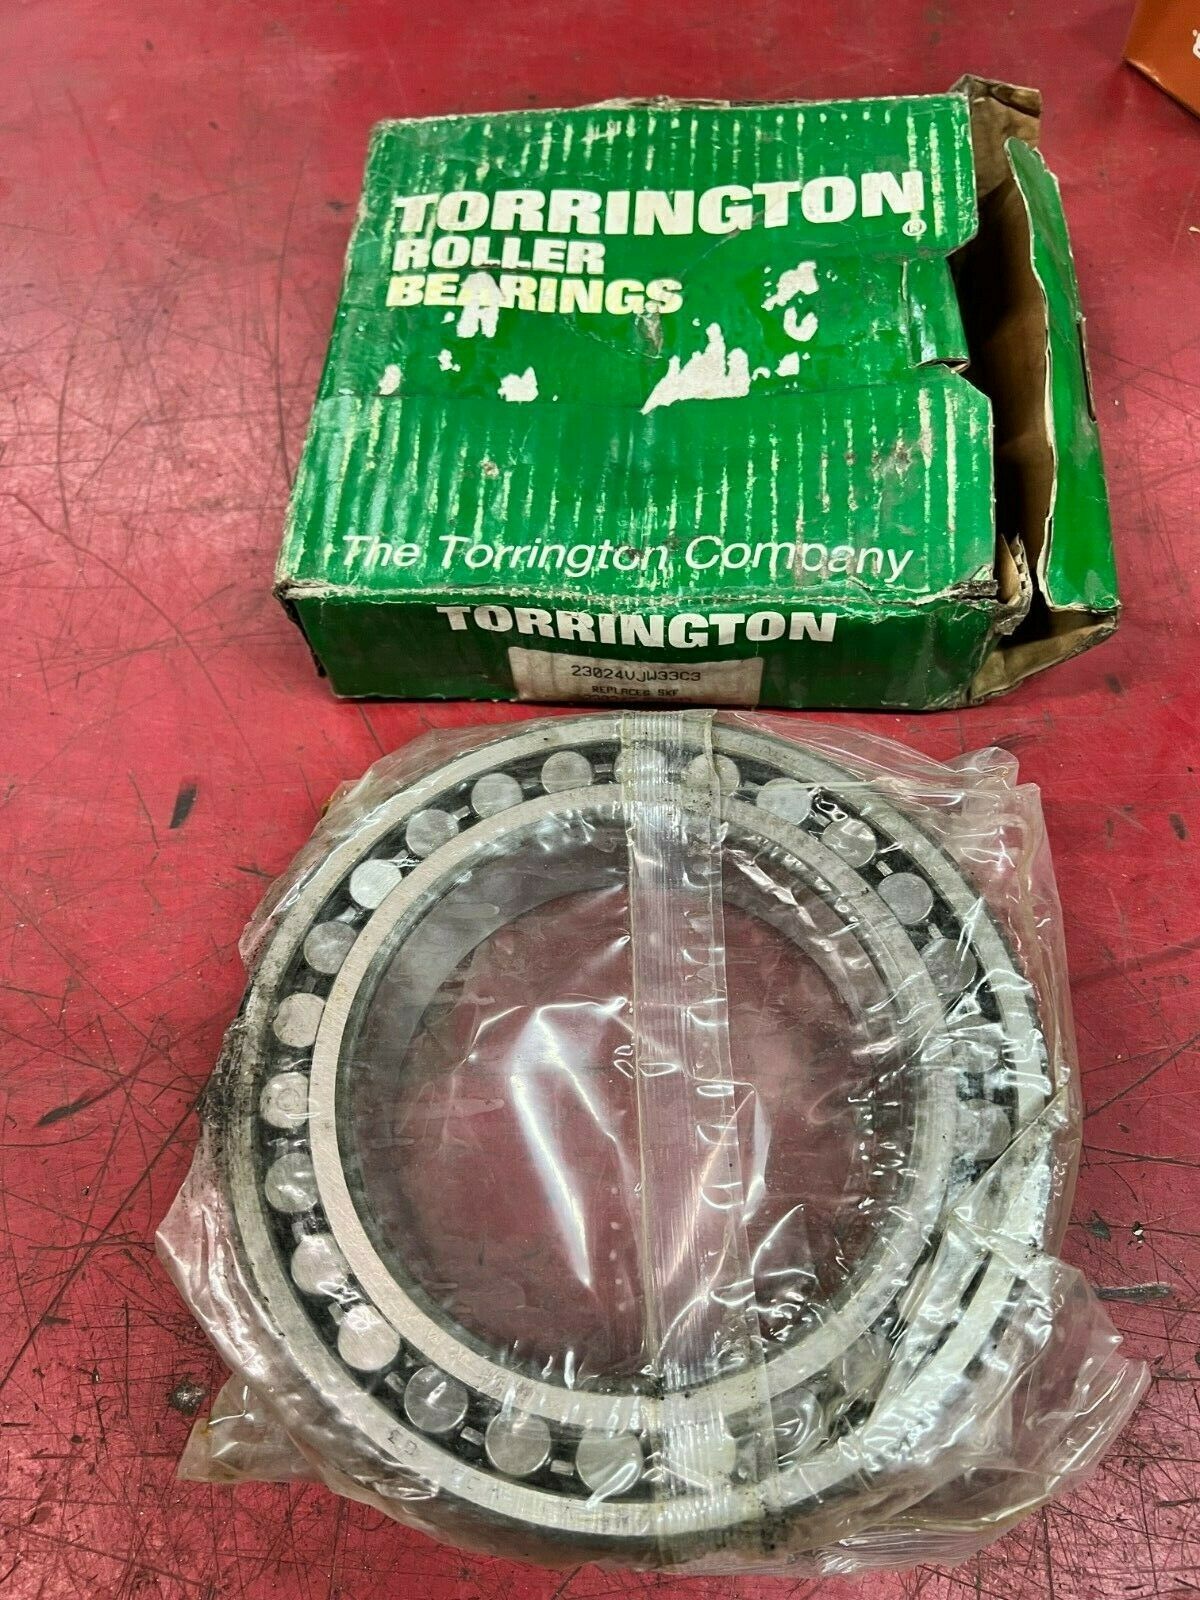 TORRINGTON®
ROLLER
BEARINGS
The Torrington Company
TORRINGTON
23024VJW33C3
REPLACES SKF